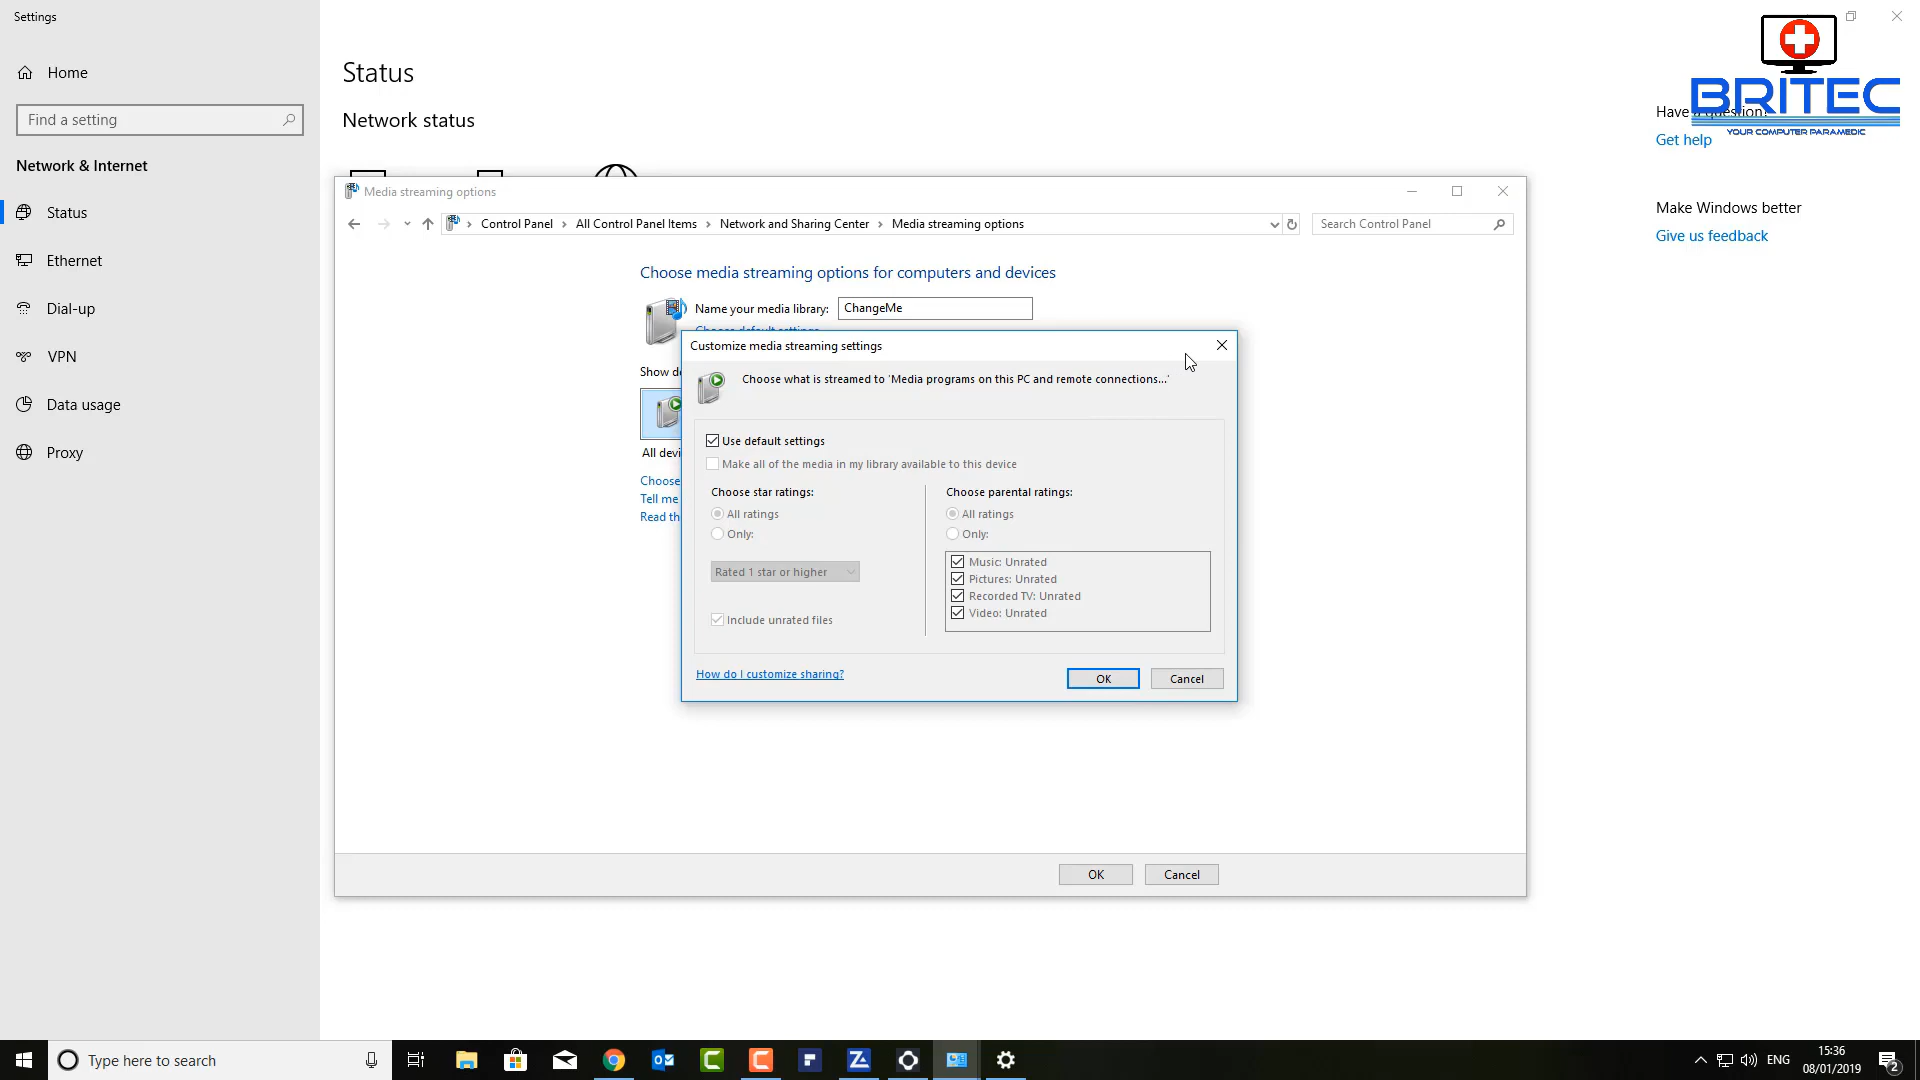 Settings
Home
Find a setting
Network & Internet
Status
Ethernet
Dial-up
VPN
Data usage
Proxy
Status
Network status
BRITEC
YOUR COMPUTER PARAMEDIC
Have a question?
Get help
Make Windows better
Give us feedback
Media streaming options
Control Panel
All Control Panel Items
Network and Sharing Center
Media streaming options
Search Control Panel
Choose media streaming options for computers and devices
Name your media library:
ChangeMe
Choose default settings
Show de
All devi
Choose
Tell me
Read th
Customize media streaming settings
Choose what is streamed to 'Media programs on this PC and remote connections...'
Use default settings
Make all of the media in my library available to this device
Choose star ratings:
All ratings
Only:
Rated 1 star or higher
Include unrated files
Choose parental ratings:
All ratings
Only:
Music: Unrated
Pictures: Unrated
Recorded TV: Unrated
Video: Unrated
How do I customize sharing?
OK
Cancel
OK
Cancel
Type here to search
ENG
15:36
08/01/2019
2